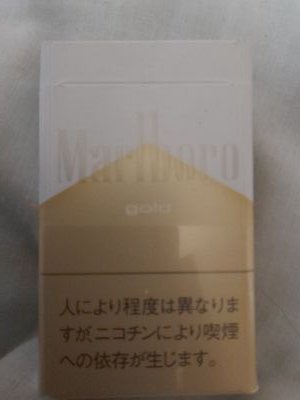 Marlboro
gold
人により程度は異なりま
すが、ニコチンにより喫煙
への依存が生じます。